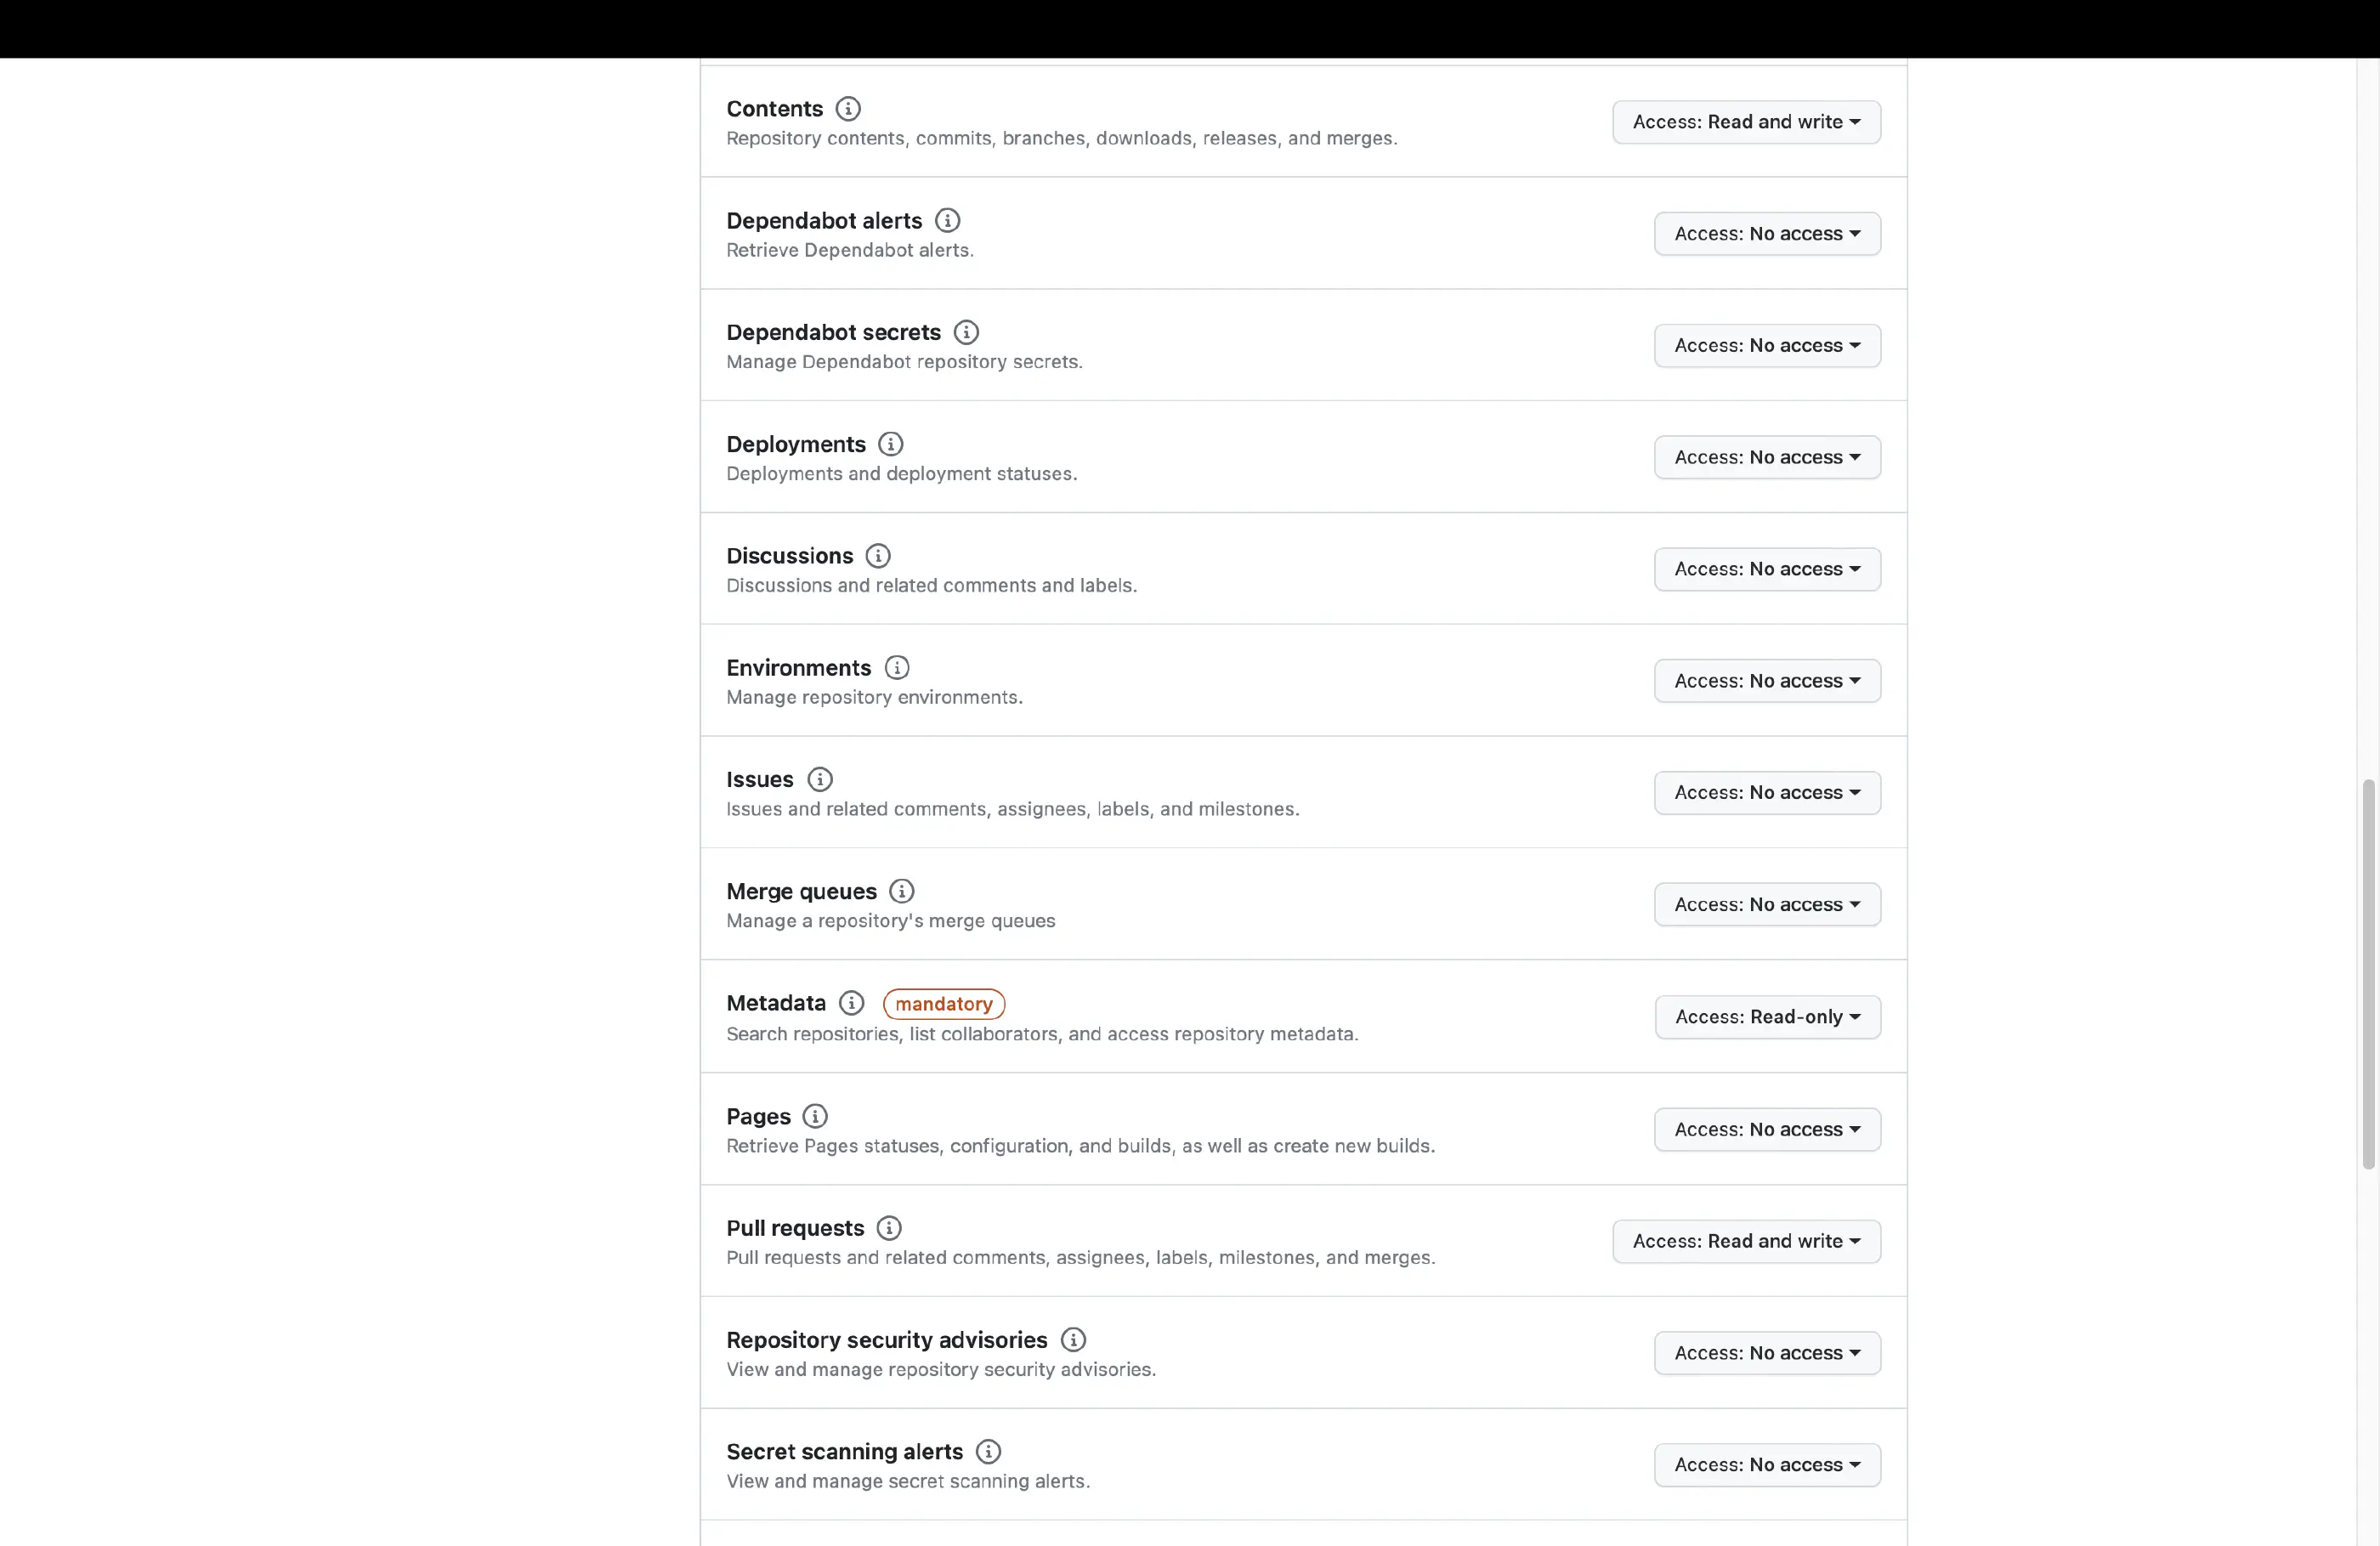 Contents
Repository contents, commits, branches, downloads, releases, and merges.
Access: Read and write
Dependabot alerts
Retrieve Dependabot alerts.
Access: No access
Dependabot secrets
Manage Dependabot repository secrets.
Access: No access
Deployments
Deployments and deployment statuses.
Access: No access
Discussions
Discussions and related comments and labels.
Access: No access
Environments
Manage repository environments.
Access: No access
Issues
Issues and related comments, assignees, labels, and milestones.
Access: No access
Merge queues
Manage a repository's merge queues
Access: No access
Metadata mandatory
Search repositories, list collaborators, and access repository metadata.
Access: Read-only
Pages
Retrieve Pages statuses, configuration, and builds, as well as create new builds.
Access: No access
Pull requests
Pull requests and related comments, assignees, labels, milestones, and merges.
Access: Read and write
Repository security advisories
View and manage repository security advisories.
Access: No access
Secret scanning alerts
View and manage secret scanning alerts.
Access: No access